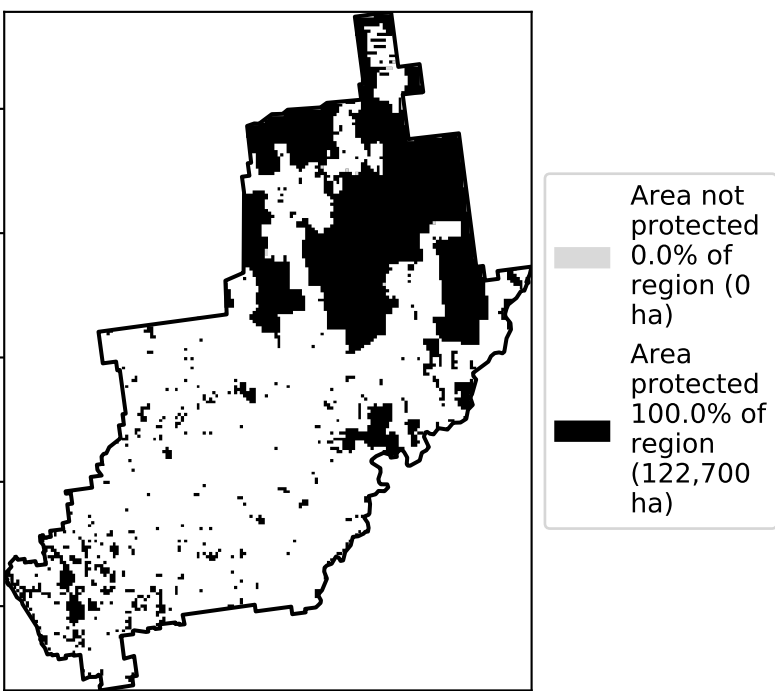 Area not
protected
0.0% of
region (0
ha)
Area
protected
100.0% of
region
(122,700
ha)